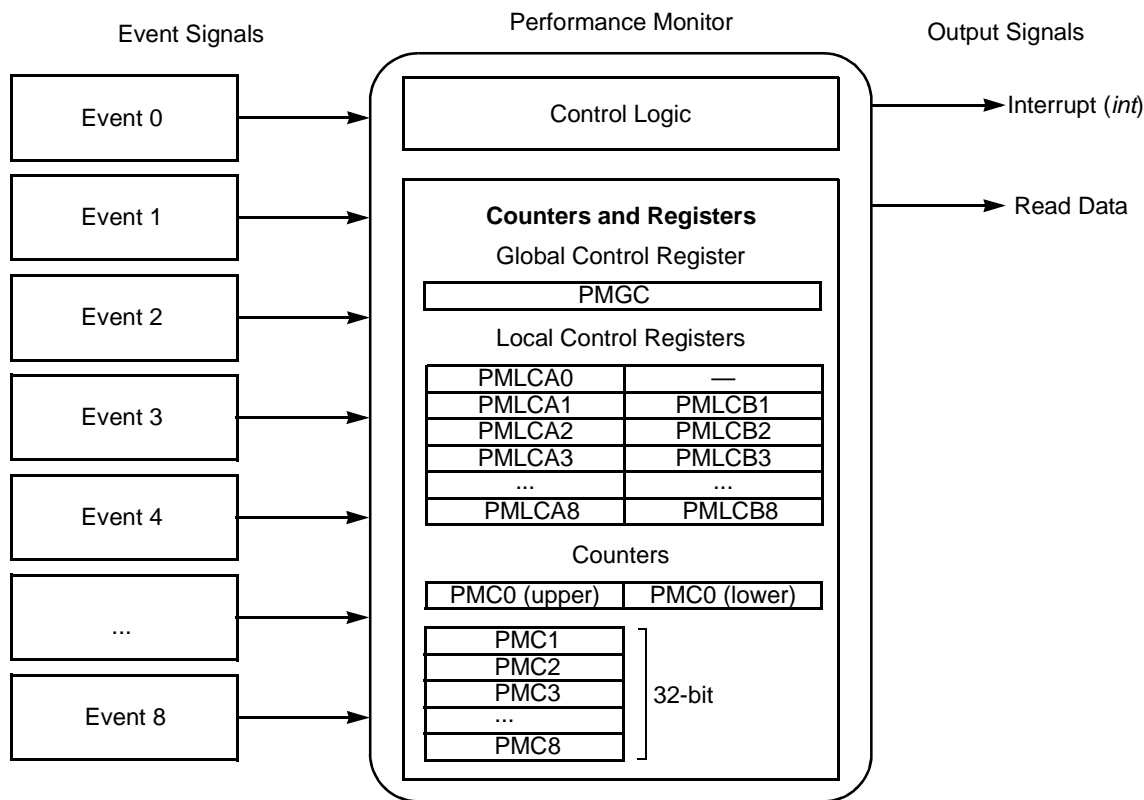 Event Signals
Performance Monitor
Output Signals
Event 0
Event 1
Event 2
Event 3
Event 4
...
Event 8
Control Logic
Counters and Registers
Global Control Register
PMGC
Local Control Registers
PMLCA0 —
PMLCA1 PMLCB1
PMLCA2 PMLCB2
PMLCA3 PMLCB3
... ...
PMLCA8 PMLCB8
Counters
PMC0 (upper) PMC0 (lower)
PMC1
PMC2
PMC3
...
PMC8
32-bit
Interrupt (int)
Read Data